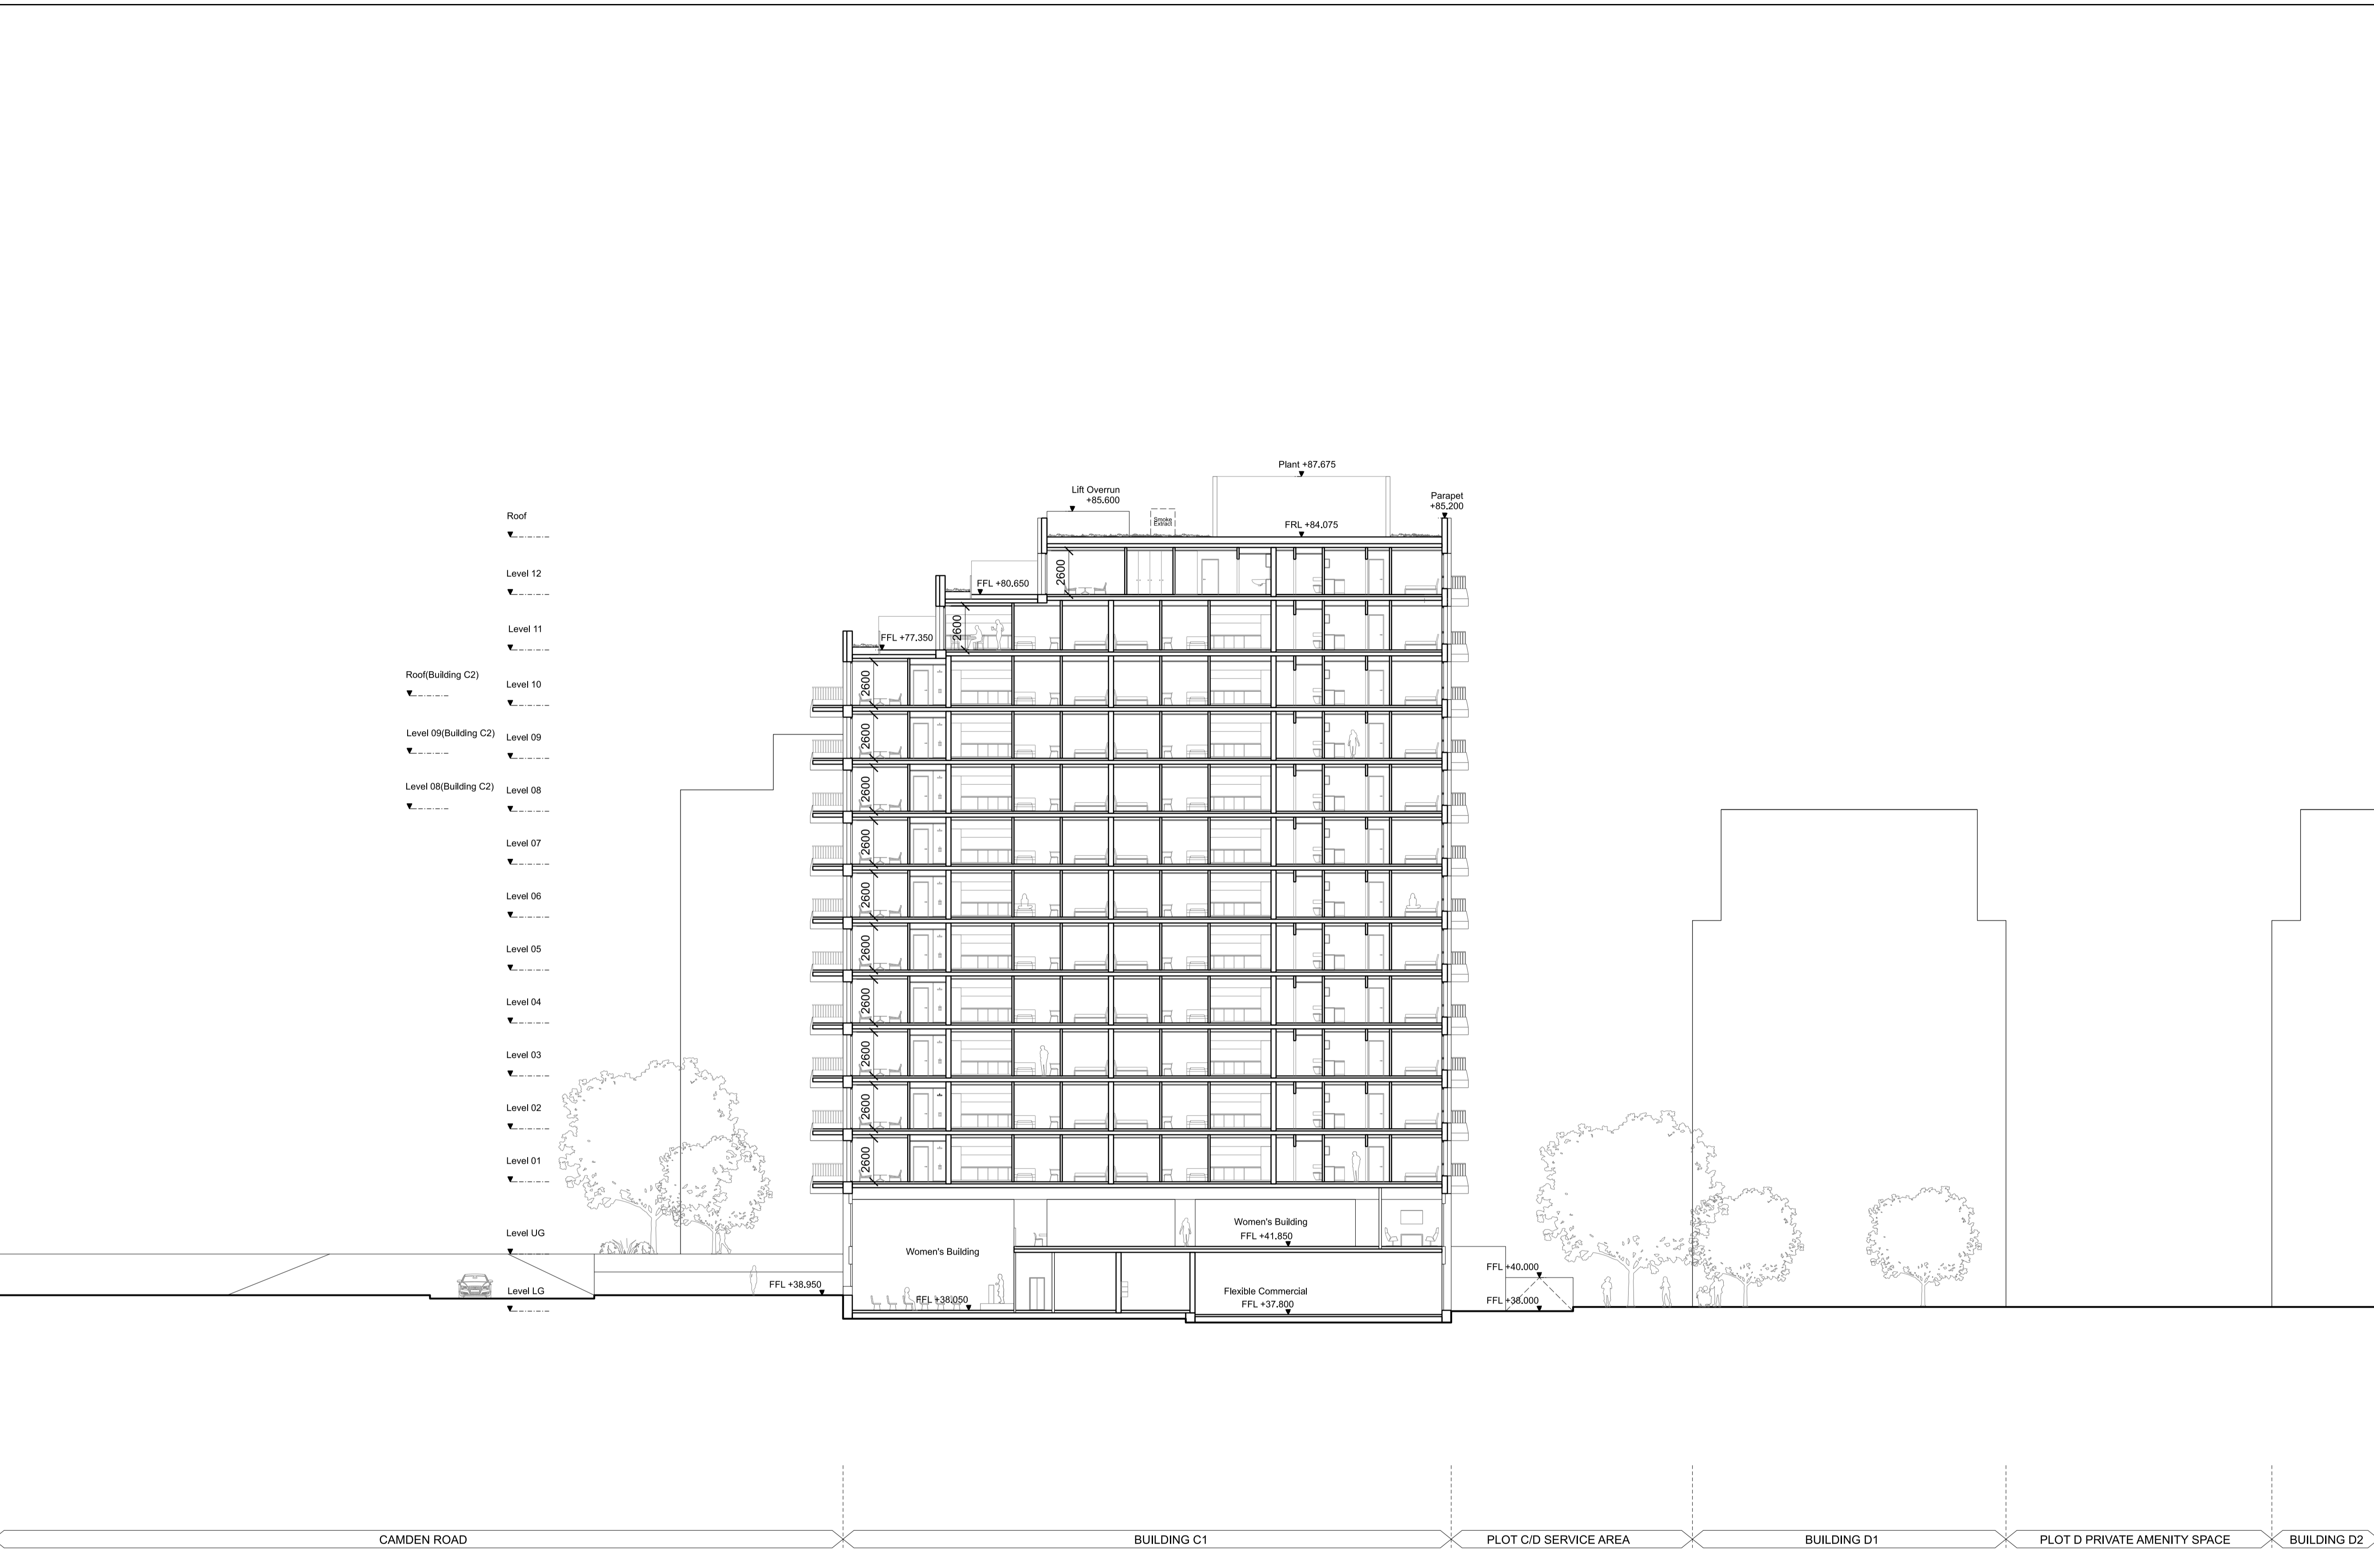 Plant +87.675
Lift Overrun
+85.600
Parapet
+85.200
Smoke
Extract
Roof
FRL +84.075
Level 12
FFL +80.650
2600
Level 11
FFL +77.350
2600
Roof(Building C2)
Level 10
2600
Level 09(Building C2)
Level 09
2600
Level 08(Building C2)
Level 08
2600
Level 07
2600
Level 06
2600
Level 05
2600
Level 04
2600
Level 03
2600
Level 02
2600
Level 01
2600
Level UG
Women's Building
FFL +41.850
Women's Building
FFL +40.000
FFL +38.950
Level LG
Flexible Commercial
FFL +38.050
FFL +37.800
FFL +38.000
CAMDEN ROAD
BUILDING C1
PLOT C/D SERVICE AREA
BUILDING D1
PLOT D PRIVATE AMENITY SPACE
BUILDING D2